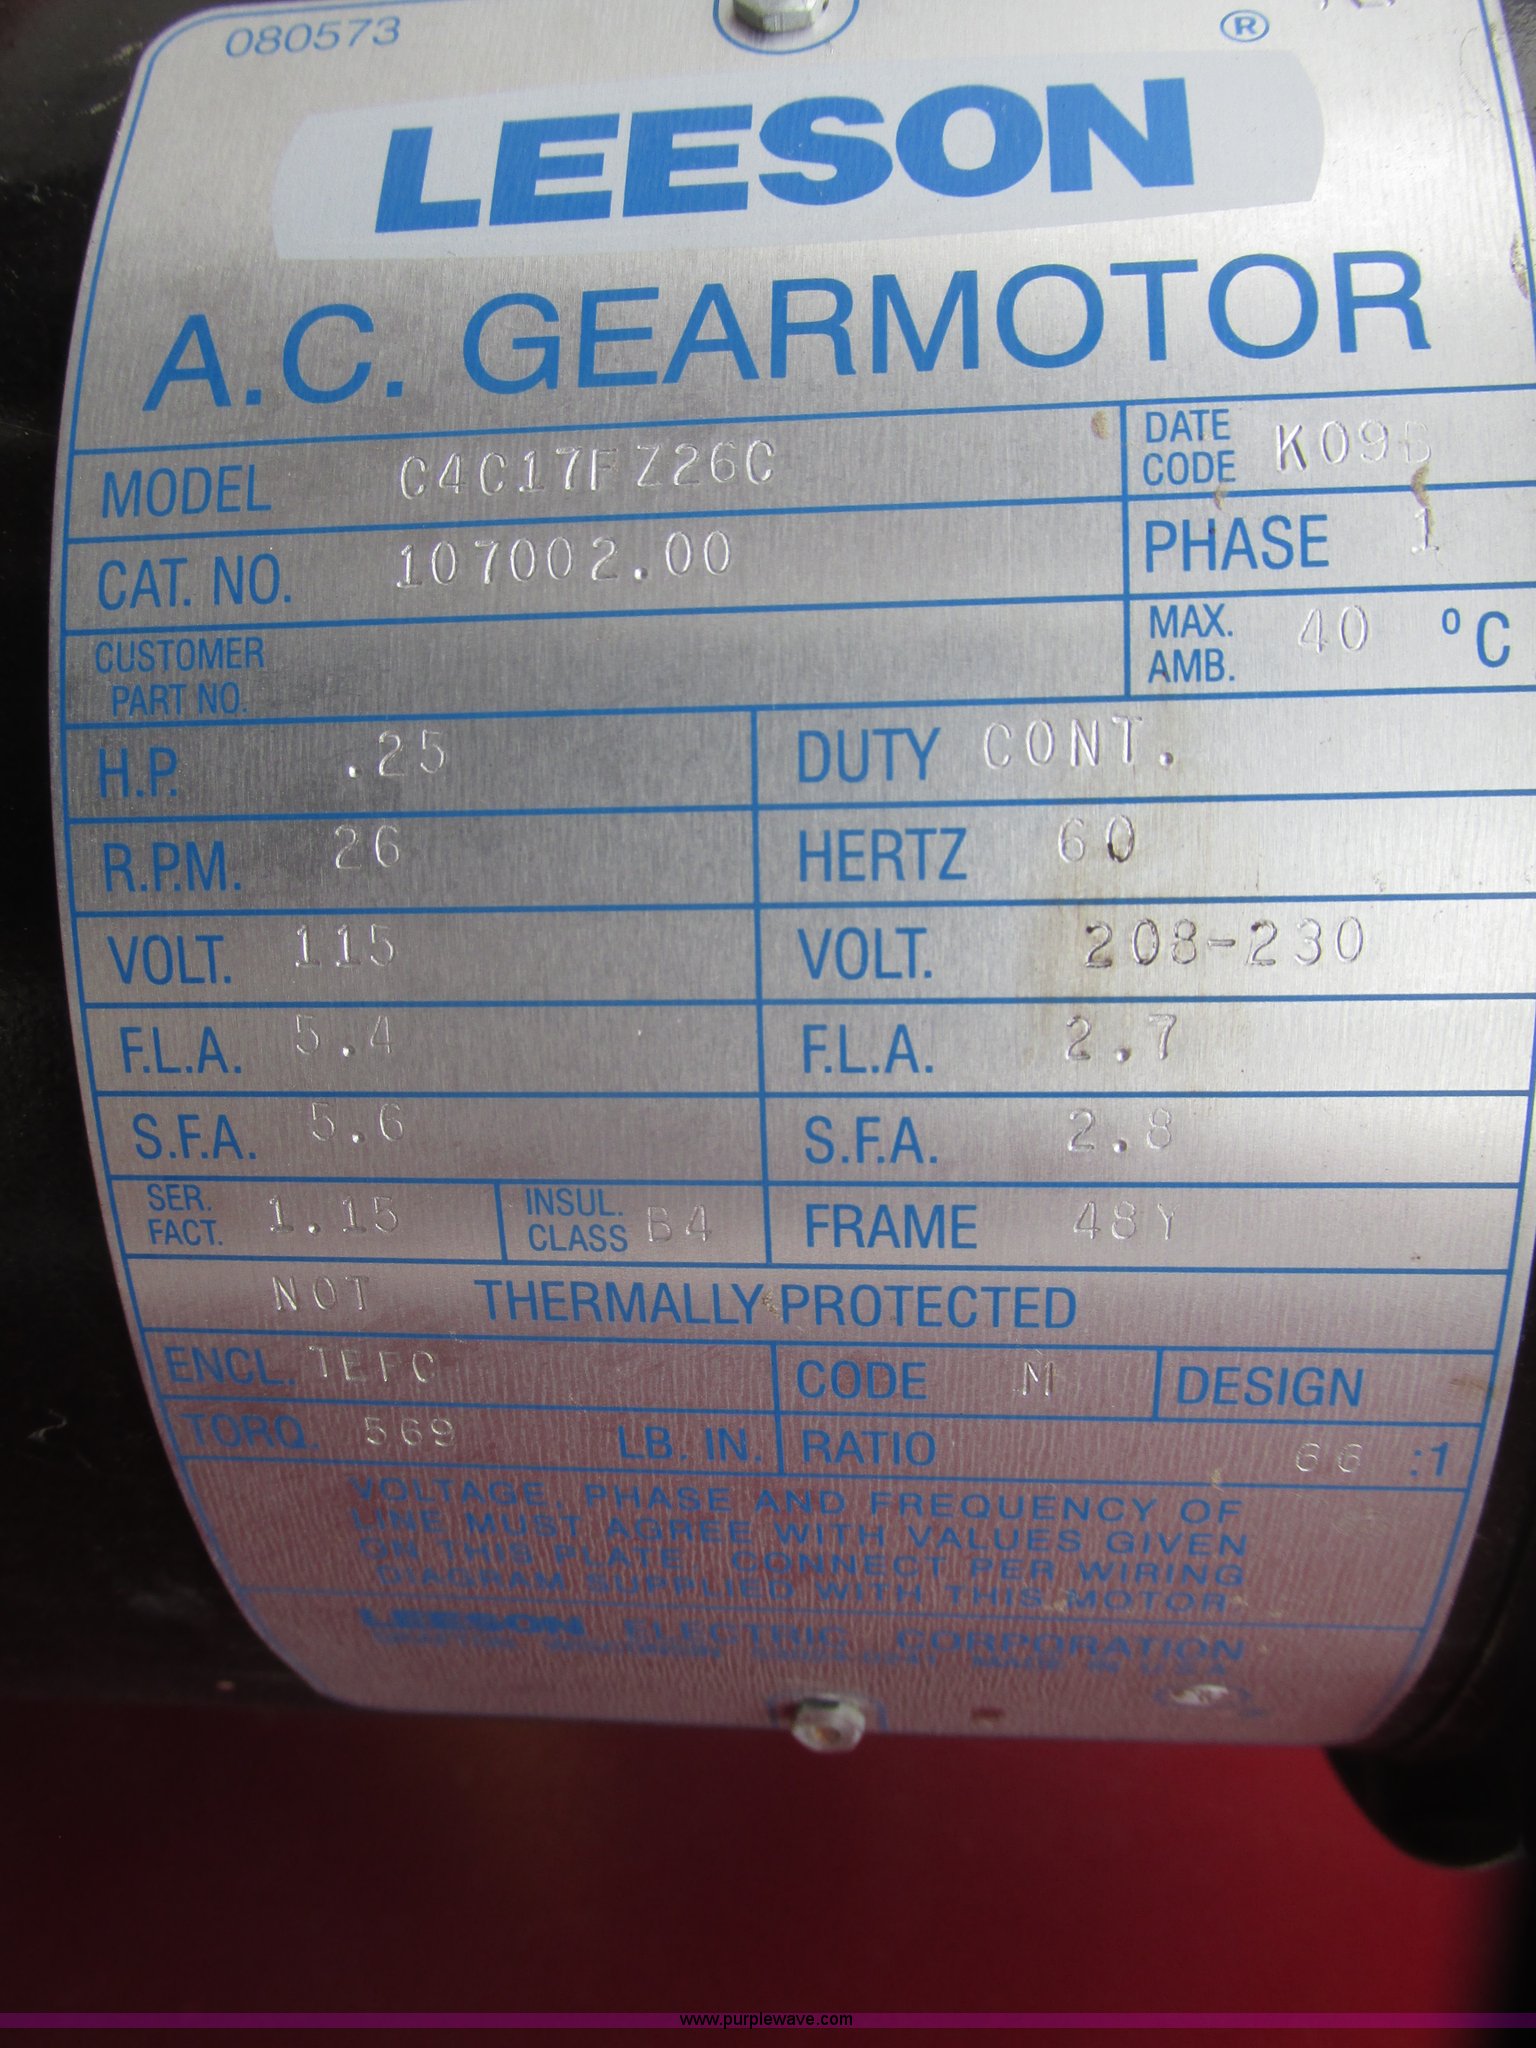 080573
®
LEESON
A.C. GEARMOTOR
MODEL C4C17FZ26C
DATE CODE K09B
CAT. NO. 107002.00
PHASE 1
CUSTOMER PART NO.
MAX. AMB. 40 °C
H.P. .25 DUTY CONT.
R.P.M. 26 HERTZ 60
VOLT. 115 VOLT. 208-230
F.L.A. 5.4 F.L.A. 2.7
S.F.A. 5.6 S.F.A. 2.8
SER. FACT. 1.15 INSUL. CLASS B4 FRAME 48Y
NOT THERMALLY PROTECTED
ENCL. TEFC CODE M DESIGN
TORQ. 569 LB. IN. RATIO 66 :1
VOLTAGE, PHASE AND FREQUENCY OF
LINE MUST AGREE WITH VALUES GIVEN
ON THIS PLATE. CONNECT PER WIRING
DIAGRAM SUPPLIED WITH THIS MOTOR
LEESON ELECTRIC CORPORATION
MADE IN U.S.A.
www.purplewave.com